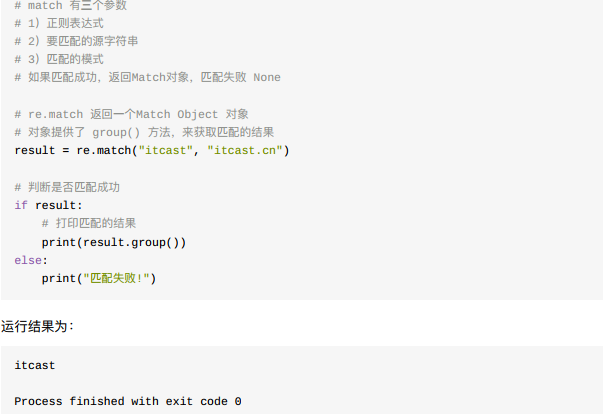 # match 有三个参数
# 1）正则表达式
# 2）要匹配的源字符串
# 3）匹配的模式
# 如果匹配成功，返回Match对象，匹配失败 None
# re.match 返回一个Match Object 对象
# 对象提供了 group() 方法，来获取匹配的结果
result = re.match("itcast", "itcast.cn")
# 判断是否匹配成功
if result:
    # 打印匹配的结果
    print(result.group())
else:
    print("匹配失败!")
运行结果为：
itcast
Process finished with exit code 0